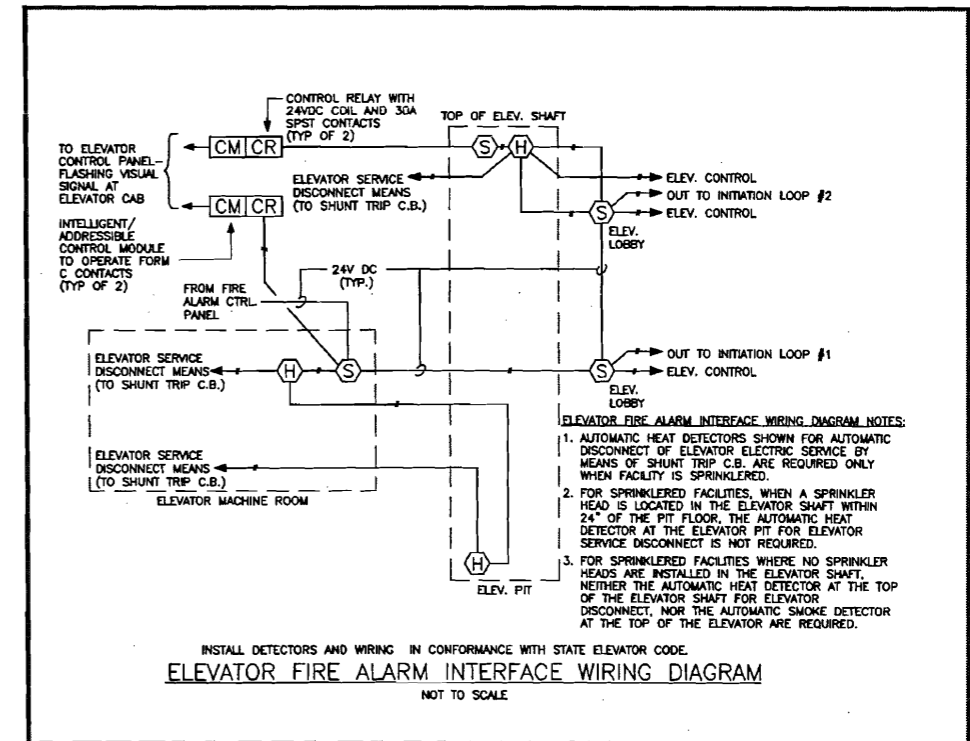 CONTROL RELAY WITH
24VDC COIL AND 30A
SPST CONTACTS
(TYP OF 2)
TOP OF ELEV. SHAFT
TO ELEVATOR
CONTROL PANEL-
FLASHING VISUAL
SIGNAL AT
ELEVATOR CAB
CM CR
S H
ELEVATOR SERVICE
DISCONNECT MEANS
(TO SHUNT TRIP C.B.)
ELEV. CONTROL
OUT TO INITIATION LOOP #2
ELEV. CONTROL
CM CR
S
ELEV.
LOBBY
INTELLIGENT/
ADDRESSIBLE
CONTROL MODULE
TO OPERATE FORM
C CONTACTS
(TYP OF 2)
24V DC
(TYP.)
FROM FIRE
ALARM CTRL
PANEL
ELEVATOR SERVICE
DISCONNECT MEANS
(TO SHUNT TRIP C.B.)
H S
S
OUT TO INITIATION LOOP #1
ELEV. CONTROL
ELEV.
LOBBY
ELEVATOR SERVICE
DISCONNECT MEANS
(TO SHUNT TRIP C.B.)
ELEVATOR MACHINE ROOM
H
ELEV. PIT
ELEVATOR FIRE ALARM INTERFACE WIRING DIAGRAM NOTES:
1. AUTOMATIC HEAT DETECTORS SHOWN FOR AUTOMATIC
DISCONNECT OF ELEVATOR ELECTRIC SERVICE BY
MEANS OF SHUNT TRIP C.B. ARE REQUIRED ONLY
WHEN FACILITY IS SPRINKLERED.
2. FOR SPRINKLERED FACILITIES, WHEN A SPRINKLER
HEAD IS LOCATED IN THE ELEVATOR SHAFT WITHIN
24" OF THE PIT FLOOR, THE AUTOMATIC HEAT
DETECTOR AT THE ELEVATOR PIT FOR ELEVATOR
SERVICE DISCONNECT IS NOT REQUIRED.
3. FOR SPRINKLERED FACILITIES WHERE NO SPRINKLER
HEADS ARE INSTALLED IN THE ELEVATOR SHAFT,
NEITHER THE AUTOMATIC HEAT DETECTOR AT THE TOP
OF THE ELEVATOR SHAFT FOR ELEVATOR
DISCONNECT, NOR THE AUTOMATIC SMOKE DETECTOR
AT THE TOP OF THE ELEVATOR ARE REQUIRED.
INSTALL DETECTORS AND WIRING IN CONFORMANCE WITH STATE ELEVATOR CODE.
ELEVATOR FIRE ALARM INTERFACE WIRING DIAGRAM
NOT TO SCALE